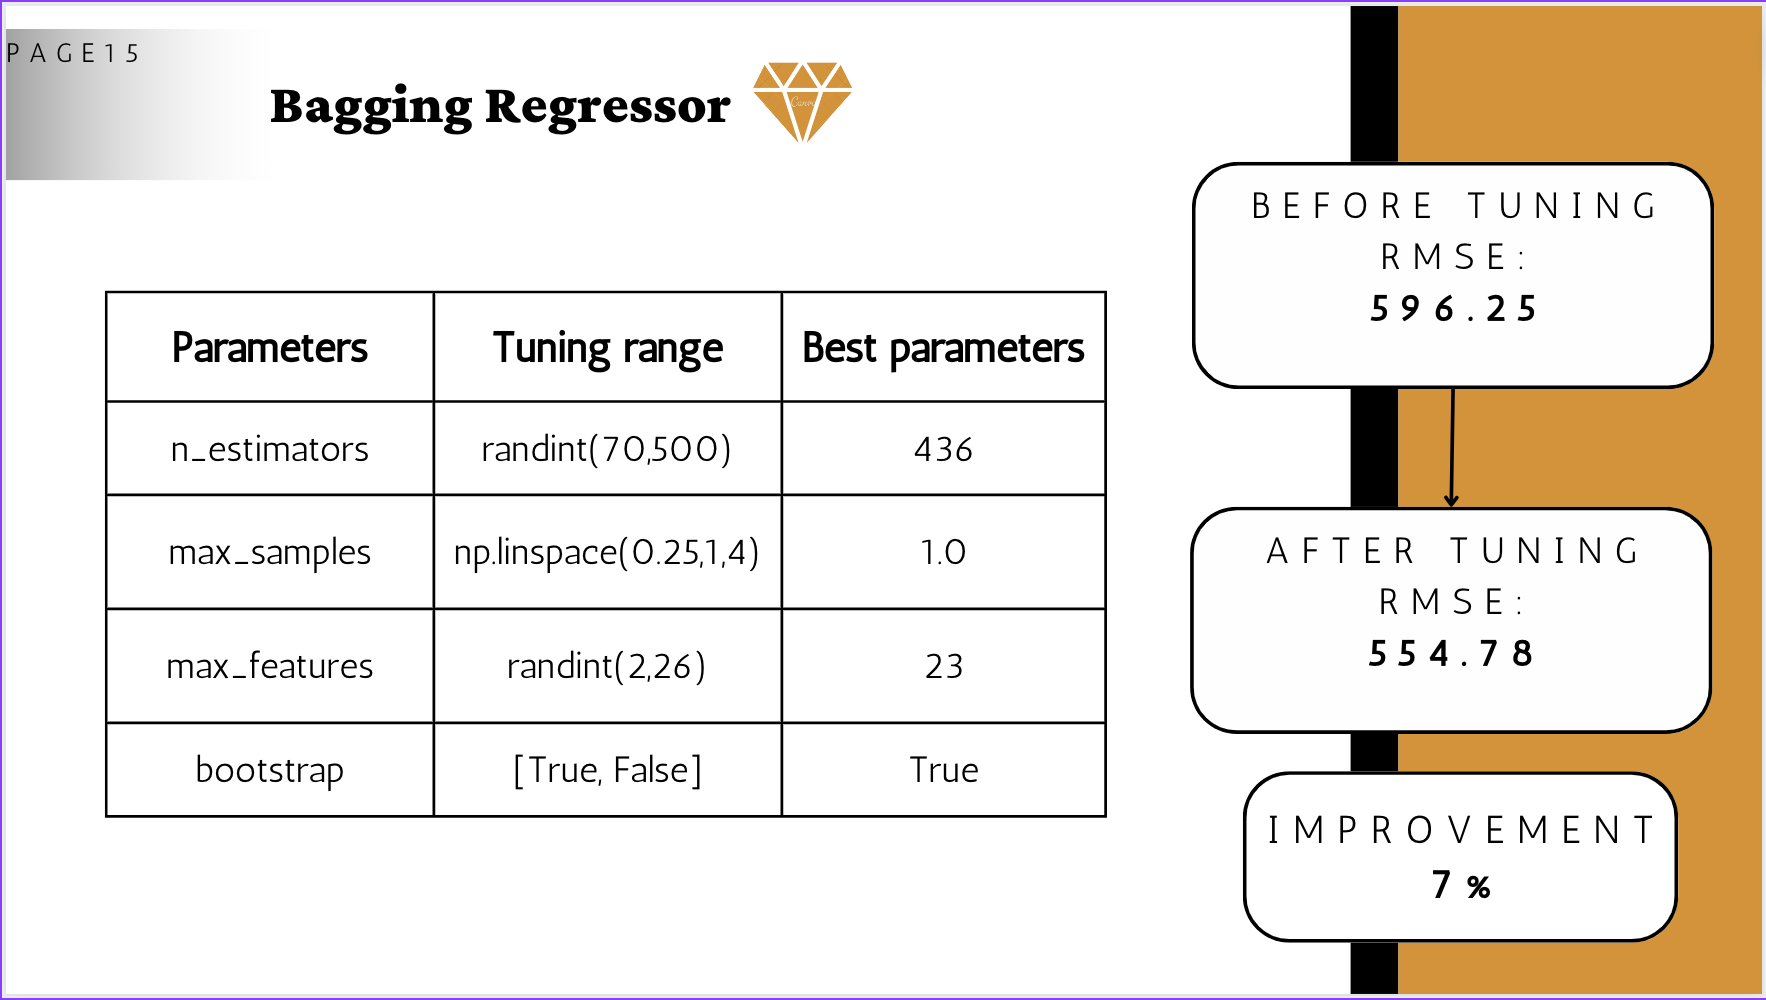 PAGE15
Bagging Regressor
Canva
Parameters Tuning range Best parameters
n_estimators randint(70,500) 436
max_samples np.linspace(0.25,1,4) 1.0
max_features randint(2,26) 23
bootstrap [True, False] True
BEFORE TUNING
RMSE:
596.25
AFTER TUNING
RMSE:
554.78
IMPROVEMENT
7%